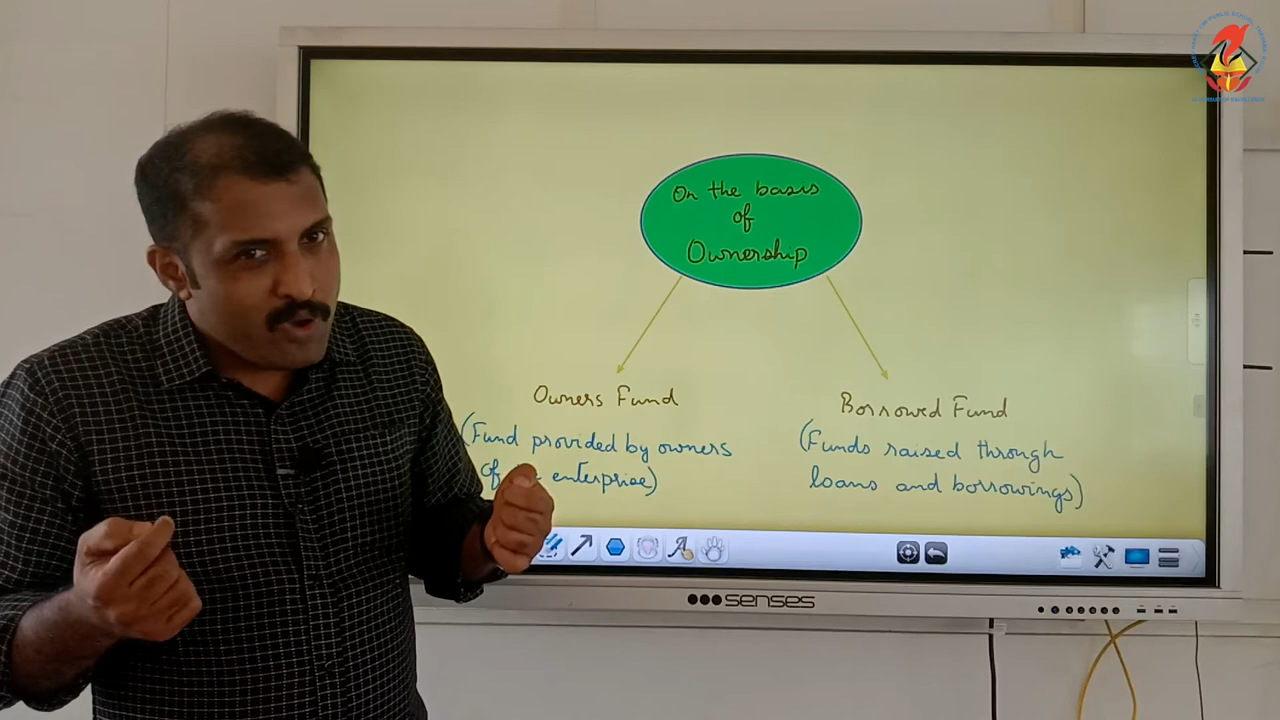 On the basis
of
Ownership
Owners Fund
(Fund provided by owners
of enterprise)
Borrowed Fund
(Funds raised through
loans and borrowings)
senses